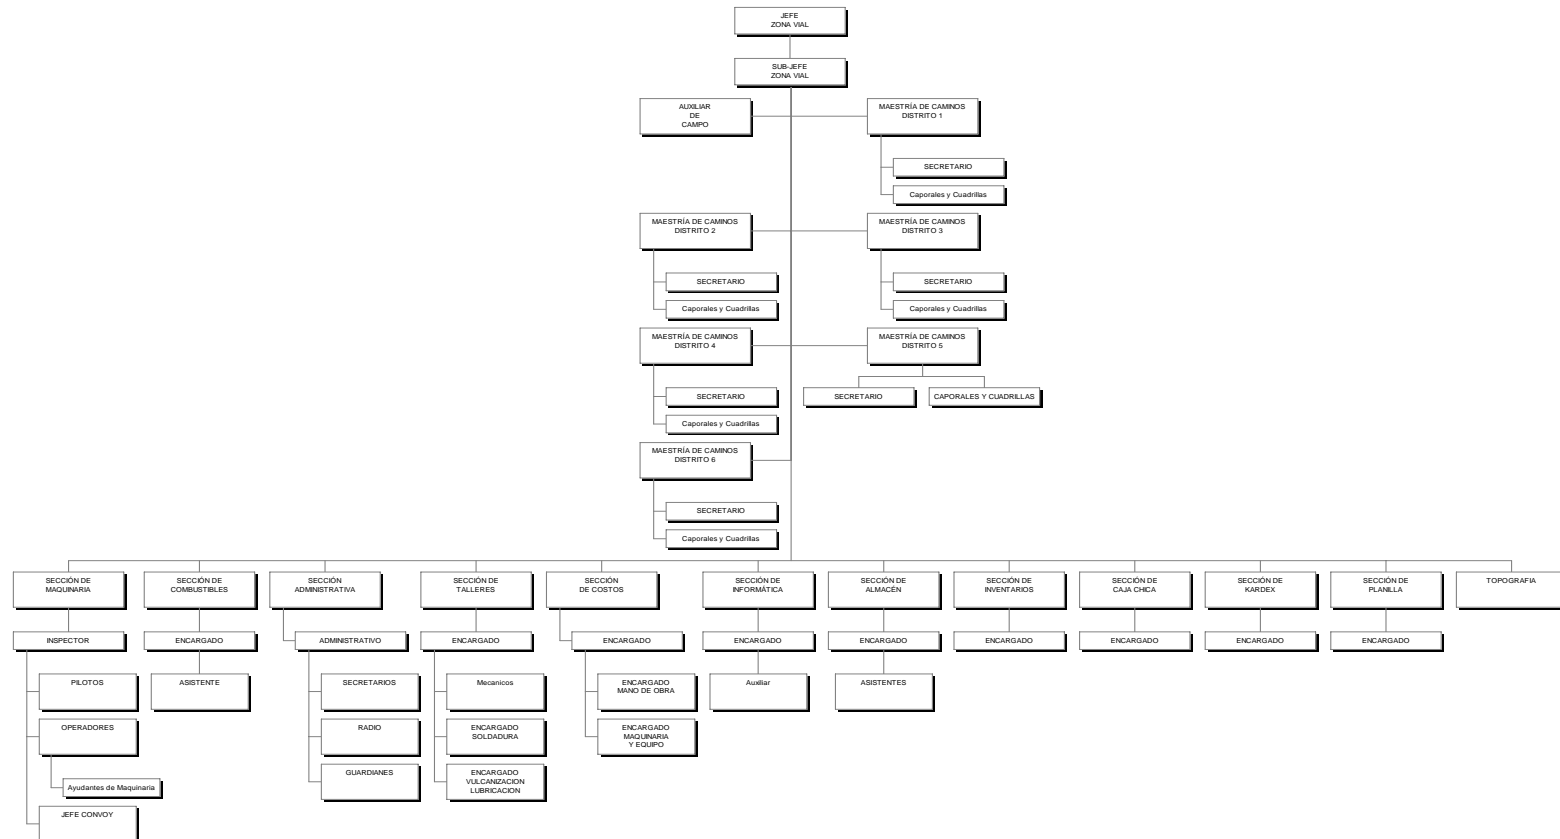 JEFE
ZONA VIAL
SUB-JEFE
ZONA VIAL
AUXILIAR
DE
CAMPO
MAESTRÍA DE CAMINOS
DISTRITO 1
SECRETARIO
Caporales y Cuadrillas
MAESTRÍA DE CAMINOS
DISTRITO 2
SECRETARIO
Caporales y Cuadrillas
MAESTRÍA DE CAMINOS
DISTRITO 3
SECRETARIO
Caporales y Cuadrillas
MAESTRÍA DE CAMINOS
DISTRITO 4
SECRETARIO
Caporales y Cuadrillas
MAESTRÍA DE CAMINOS
DISTRITO 5
SECRETARIO
CAPORALES Y CUADRILLAS
MAESTRÍA DE CAMINOS
DISTRITO 6
SECRETARIO
Caporales y Cuadrillas
SECCIÓN DE
MAQUINARIA
INSPECTOR
PILOTOS
OPERADORES
Ayudantes de Maquinaria
JEFE CONVOY
SECCIÓN DE
COMBUSTIBLES
ENCARGADO
ASISTENTE
SECCIÓN
ADMINISTRATIVA
ADMINISTRATIVO
SECRETARIOS
RADIO
GUARDIANES
SECCIÓN DE
TALLERES
ENCARGADO
Mecanicos
ENCARGADO
SOLDADURA
ENCARGADO
VULCANIZACION
LUBRICACION
SECCIÓN
DE COSTOS
ENCARGADO
ENCARGADO
MANO DE OBRA
ENCARGADO
MAQUINARIA
Y EQUIPO
SECCIÓN DE
INFORMÁTICA
ENCARGADO
Auxiliar
SECCIÓN DE
ALMACÉN
ENCARGADO
ASISTENTES
SECCIÓN DE
INVENTARIOS
ENCARGADO
SECCIÓN DE
CAJA CHICA
ENCARGADO
SECCIÓN DE
KARDEX
ENCARGADO
SECCIÓN DE
PLANILLA
ENCARGADO
TOPOGRAFIA